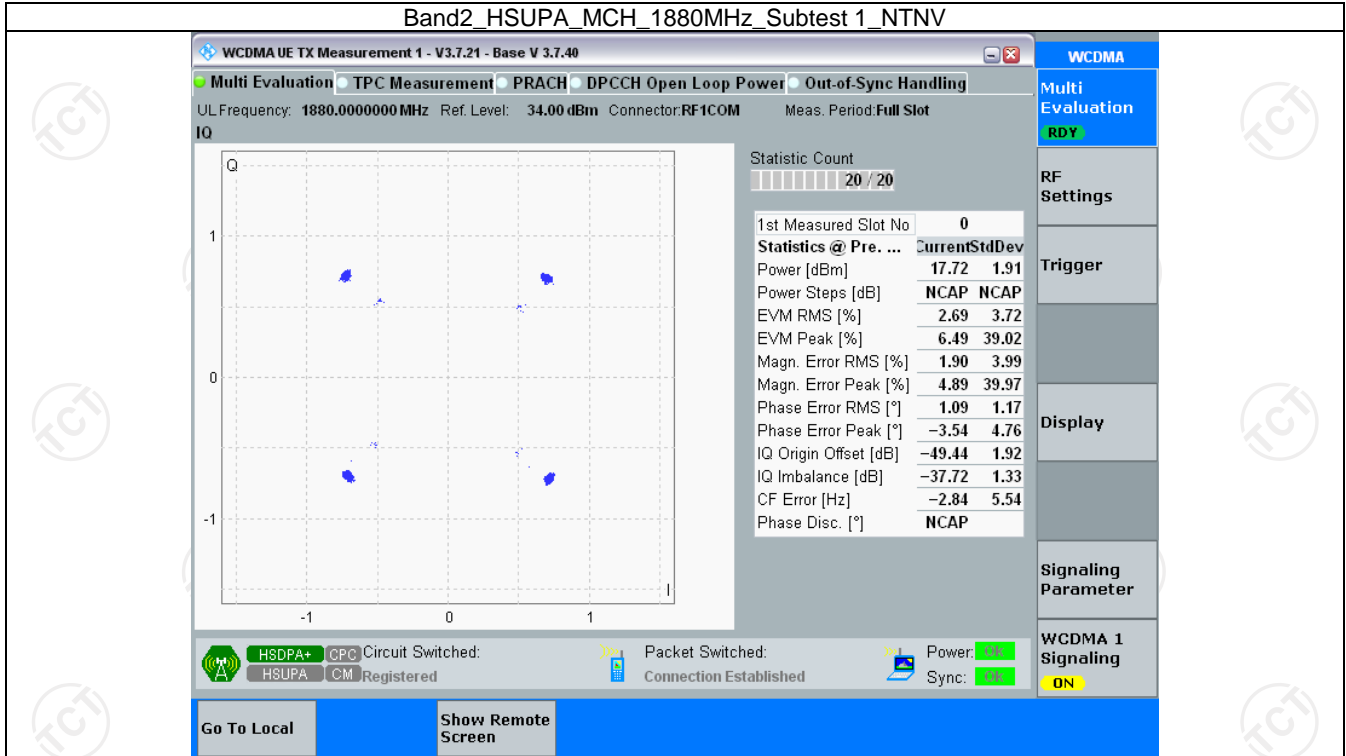 Band2_HSUPA_MCH_1880MHz_Subtest 1_NTNV
WCDMA UE TX Measurement 1 - V3.7.21 - Base V 3.7.40
WCDMA
Multi Evaluation TPC Measurement PRACH DPCCH Open Loop Power Out-of-Sync Handling
Multi
Evaluation
RDY
UL Frequency: 1880.0000000 MHz Ref. Level: 34.00 dBm Connector:RF1COM Meas. Period:Full Slot
IQ
Q
1
0
-1
-1 0 1
I
Statistic Count
20 / 20
1st Measured Slot No 0
Statistics @ Pre. ... Current StdDev
Power [dBm] 17.72 1.91
Power Steps [dB] NCAP NCAP
EVM RMS [%] 2.69 3.72
EVM Peak [%] 6.49 39.02
Magn. Error RMS [%] 1.90 3.99
Magn. Error Peak [%] 4.89 39.97
Phase Error RMS [°] 1.09 1.17
Phase Error Peak [°] −3.54 4.76
IQ Origin Offset [dB] −49.44 1.92
IQ Imbalance [dB] −37.72 1.33
CF Error [Hz] −2.84 5.54
Phase Disc. [°] NCAP
RF
Settings
Trigger
Display
Signaling
Parameter
WCDMA 1
Signaling
ON
HSDPA+ CPC Circuit Switched:
HSUPA CM Registered
Packet Switched:
Connection Established
Power: Ok
Sync: Ok
Go To Local
Show Remote
Screen
TCT
TCT
TCT
TCT
TCT
TCT